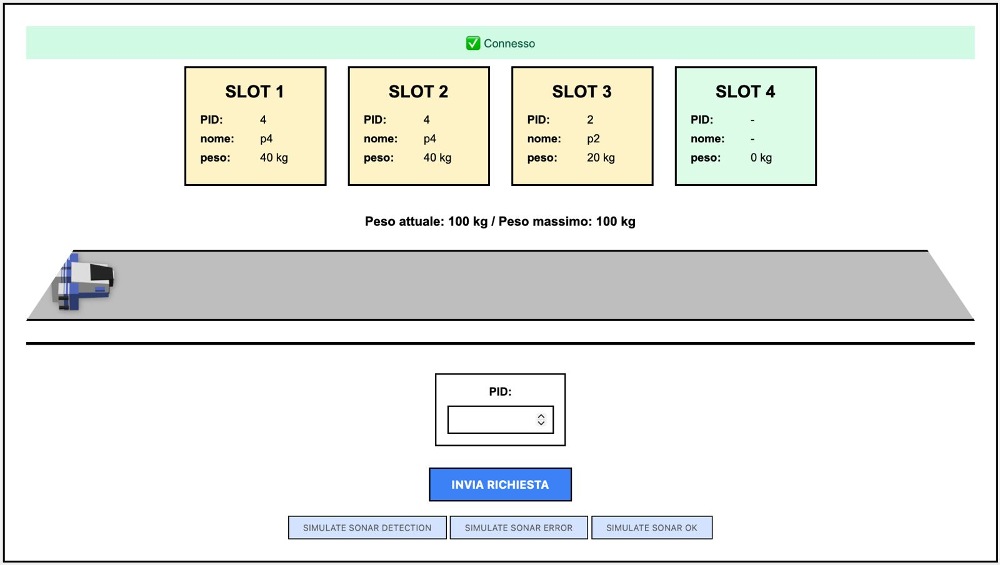 ✅ Connesso
SLOT 1
PID: 4
nome: p4
peso: 40 kg
SLOT 2
PID: 4
nome: p4
peso: 40 kg
SLOT 3
PID: 2
nome: p2
peso: 20 kg
SLOT 4
PID: -
nome: -
peso: 0 kg
Peso attuale: 100 kg / Peso massimo: 100 kg
PID:
INVIA RICHIESTA
SIMULATE SONAR DETECTION
SIMULATE SONAR ERROR
SIMULATE SONAR OK